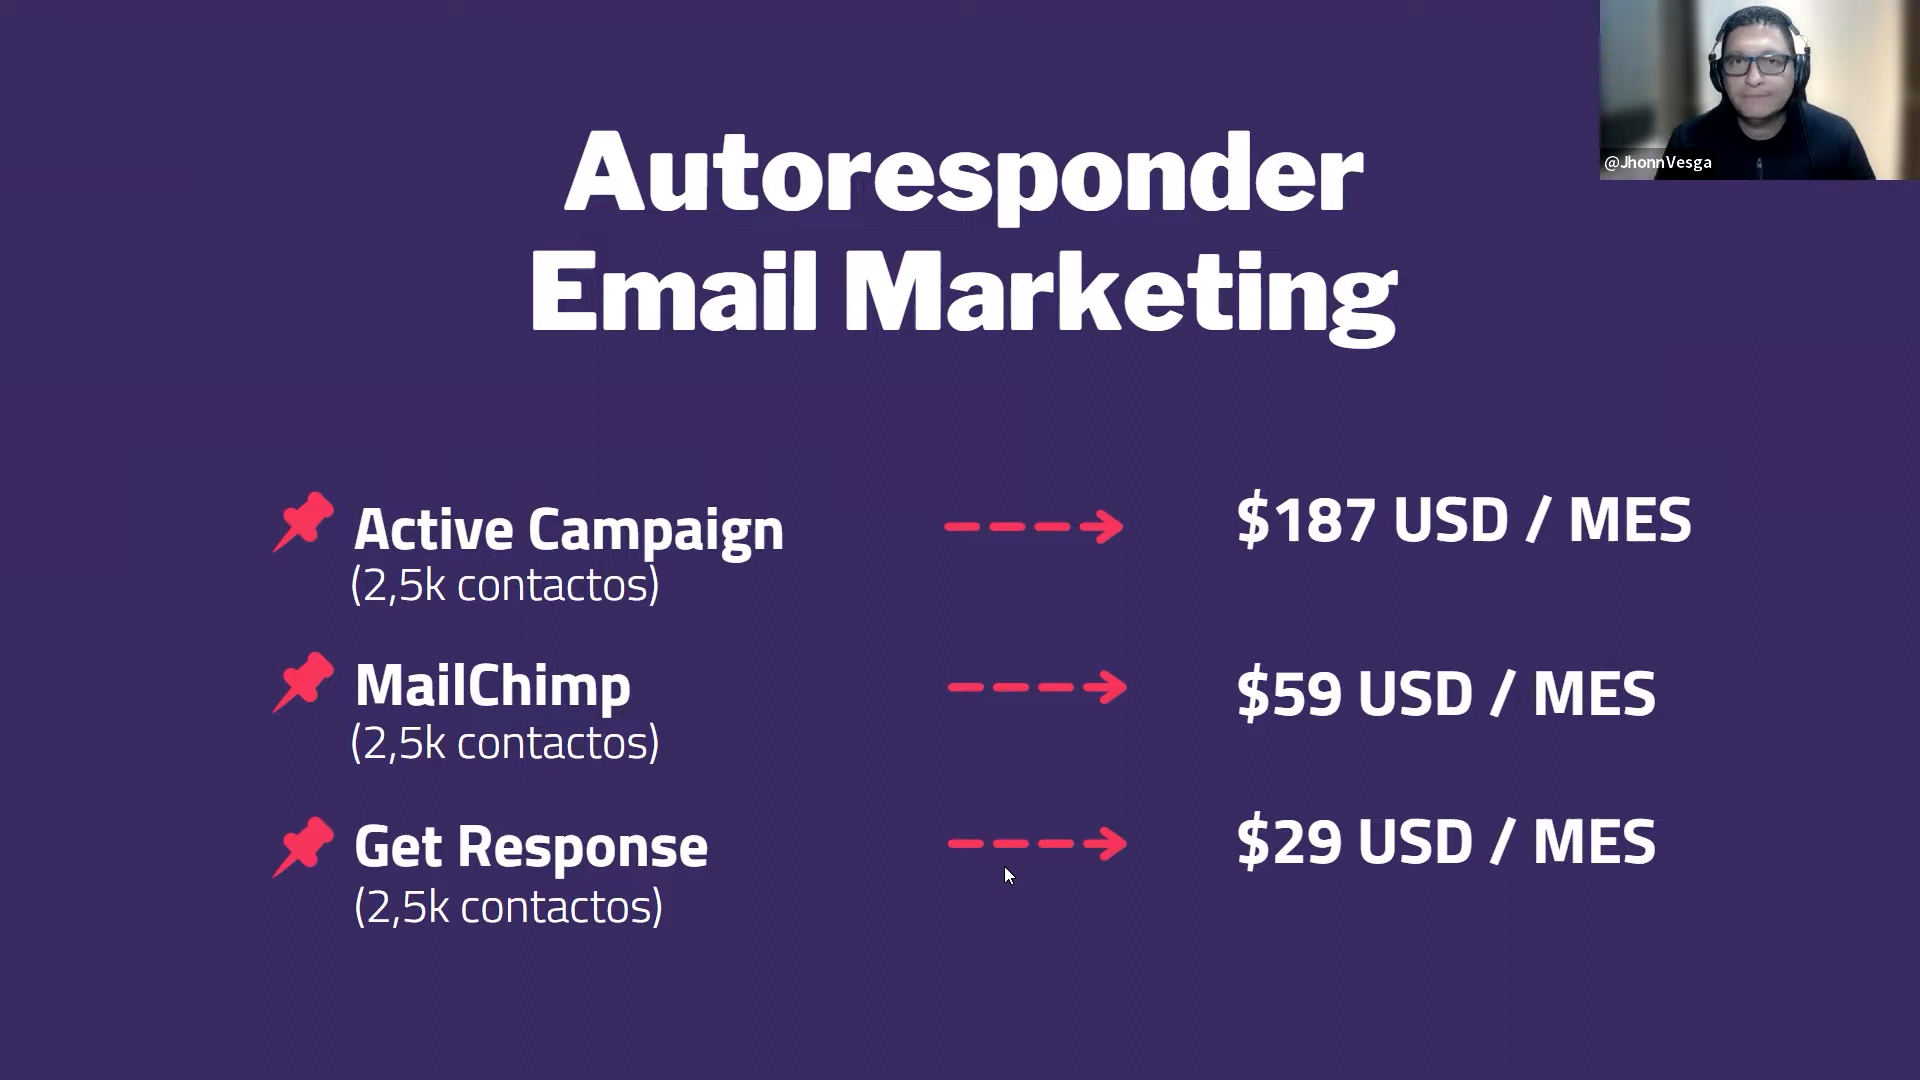 @JhonnVesga
Autoresponder
Email Marketing
Active Campaign
(2,5k contactos)
$187 USD / MES
MailChimp
(2,5k contactos)
$59 USD / MES
Get Response
(2,5k contactos)
$29 USD / MES